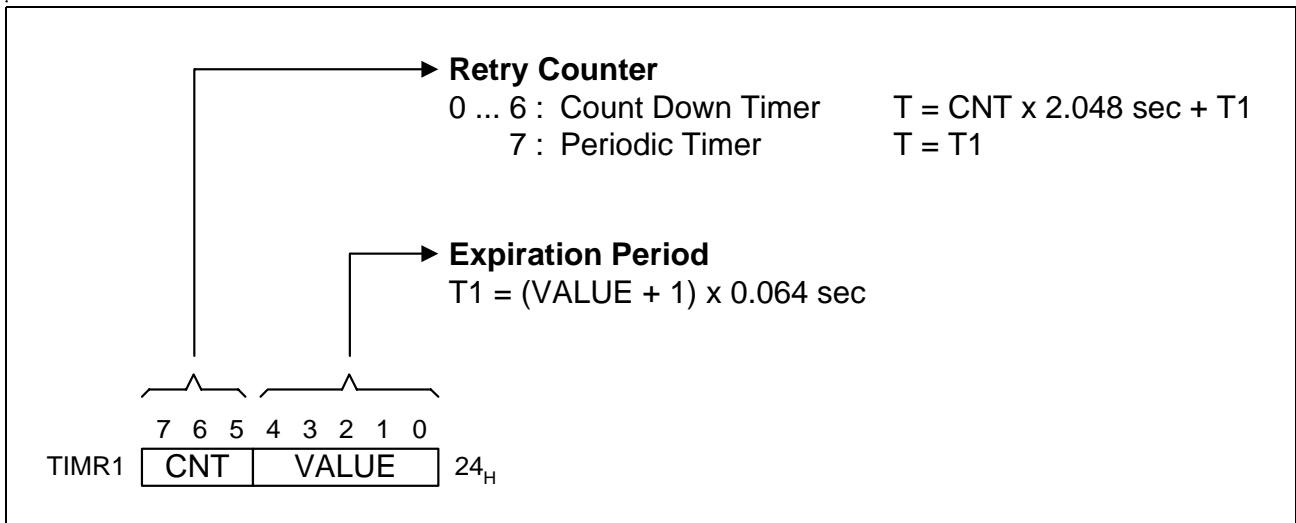 Retry Counter
0 ... 6 : Count Down Timer T = CNT x 2.048 sec + T1
7 : Periodic Timer T = T1
Expiration Period
T1 = (VALUE + 1) x 0.064 sec
7 6 5 4 3 2 1 0
TIMR1 CNT VALUE 24H